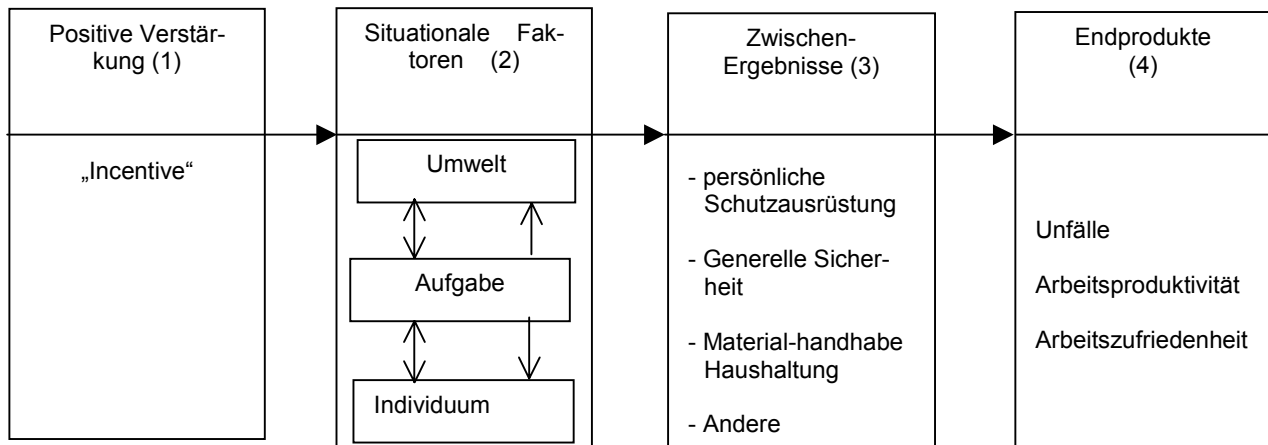 Positive Verstär-
kung (1)
„Incentive“
Situationale Fak-
toren (2)
Umwelt
Aufgabe
Individuum
Zwischen-
Ergebnisse (3)
- persönliche
Schutzausrüstung
- Generelle Sicher-
heit
- Material-handhabe
Haushaltung
- Andere
Endprodukte
(4)
Unfälle
Arbeitsproduktivität
Arbeitszufriedenheit